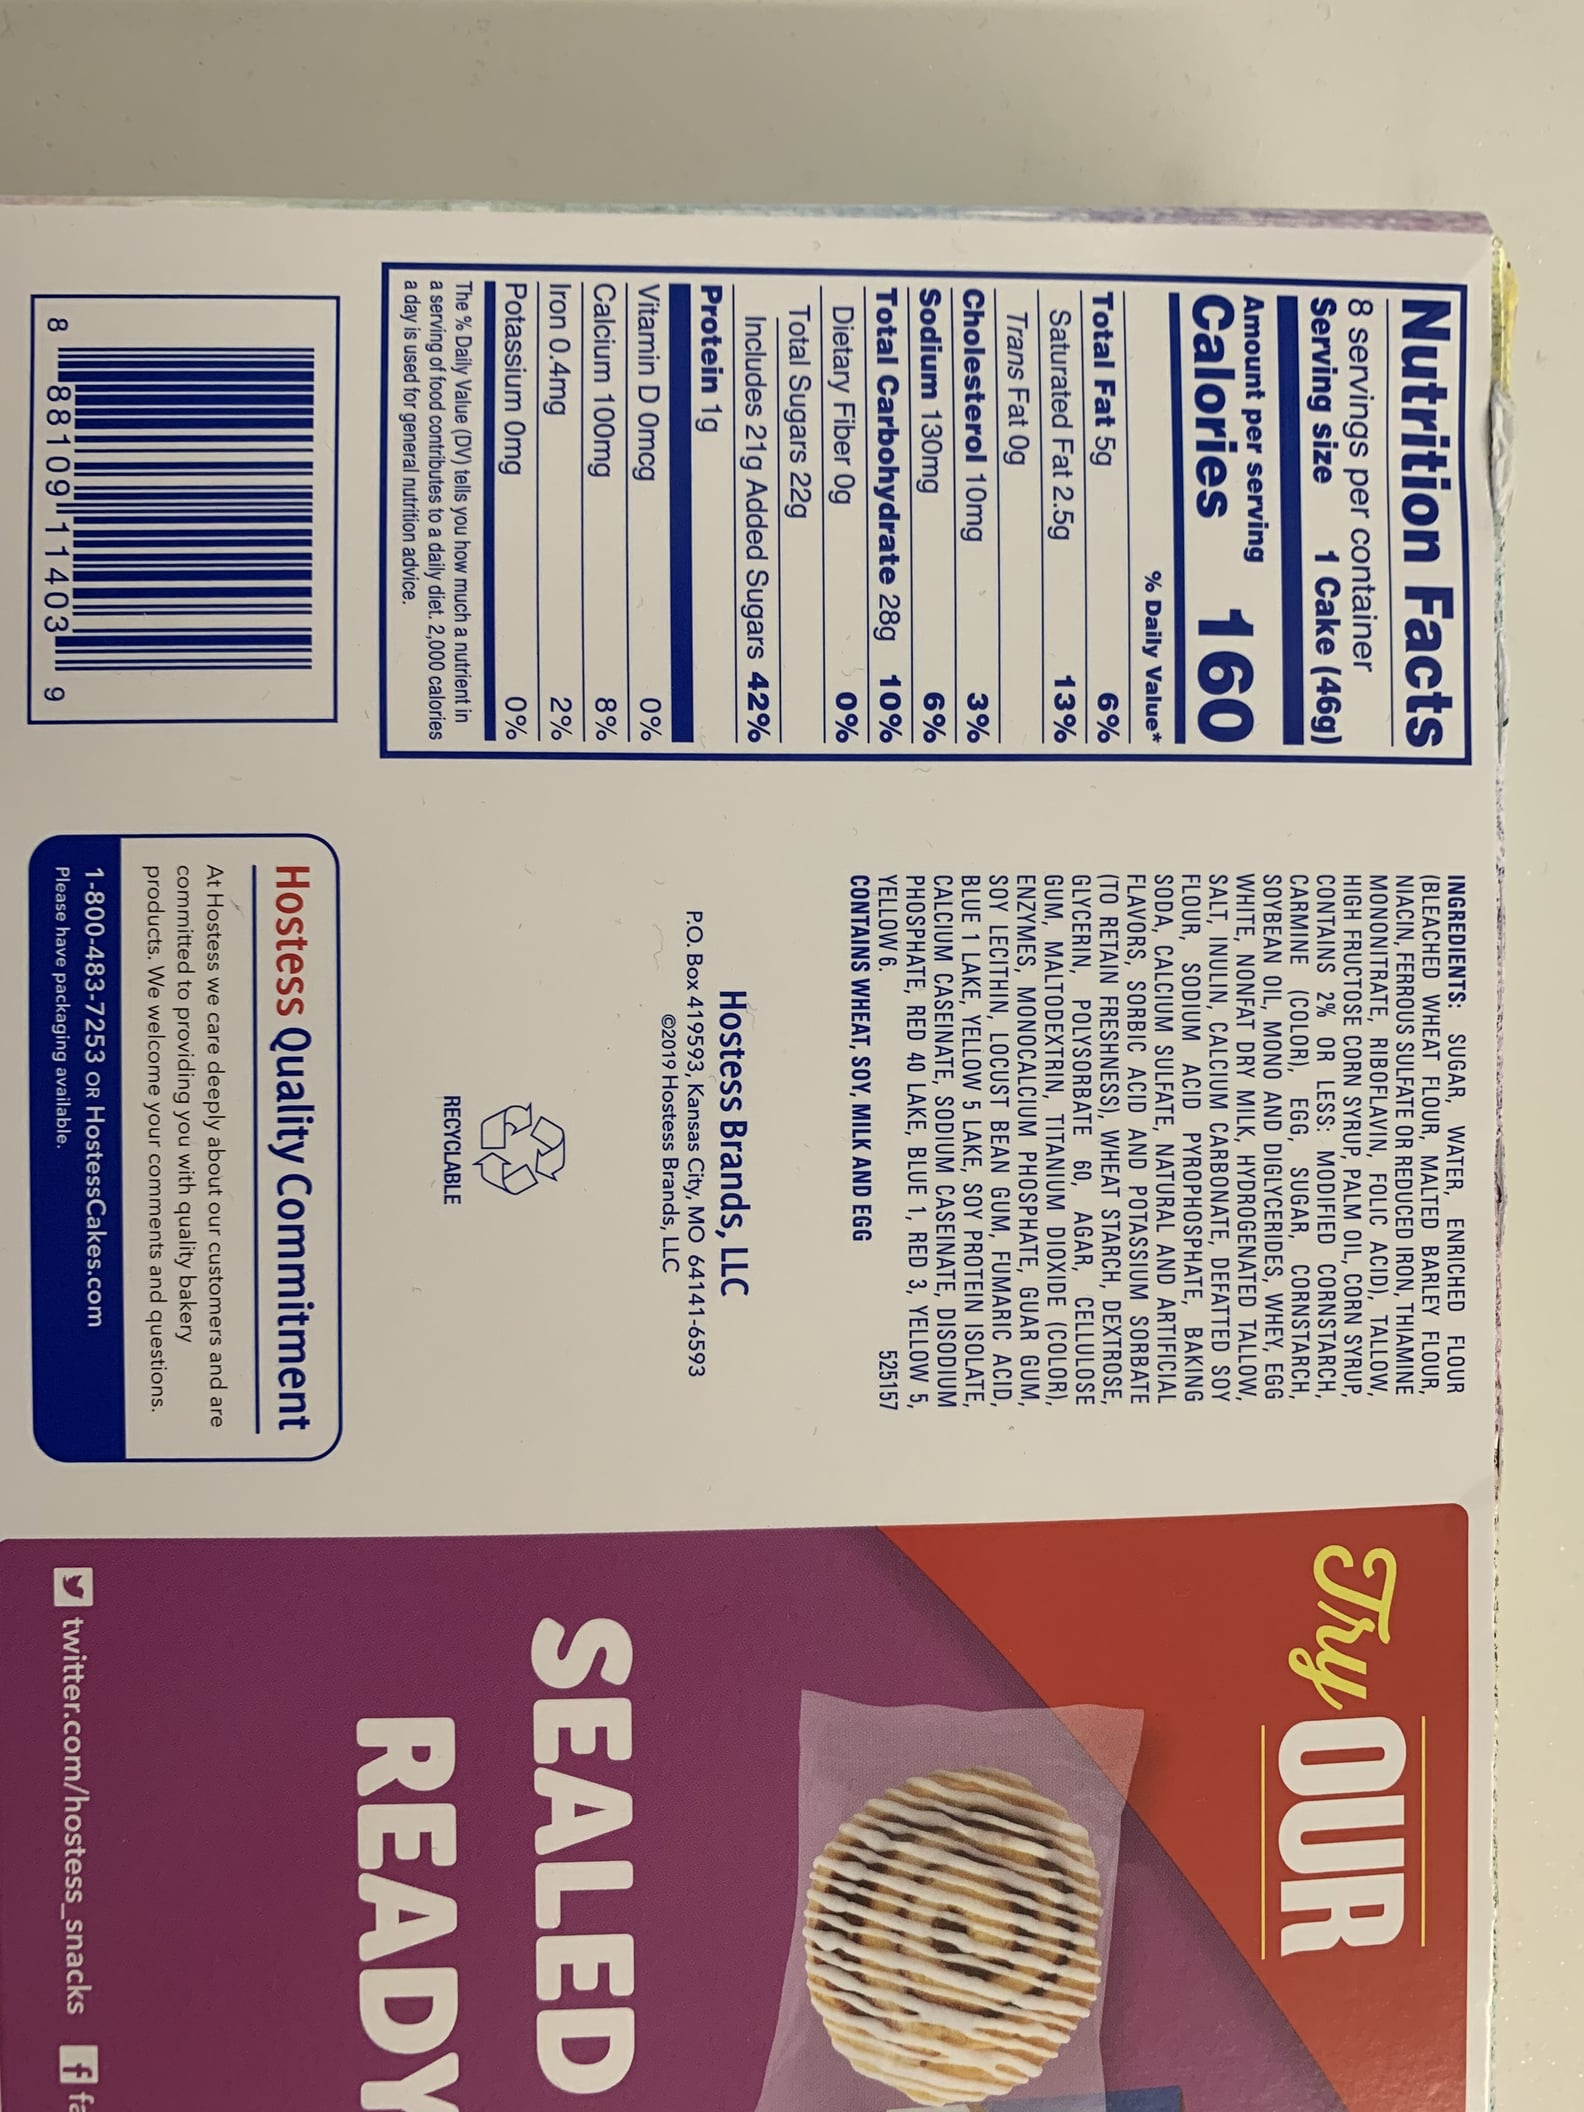 Nutrition Facts
8 servings per container
Serving size 1 Cake (46g)
Amount per serving
Calories 160
% Daily Value*
Total Fat 5g 6%
Saturated Fat 2.5g 13%
Trans Fat 0g
Cholesterol 10mg 3%
Sodium 130mg 6%
Total Carbohydrate 28g 10%
Dietary Fiber 0g 0%
Total Sugars 22g
Includes 21g Added Sugars 42%
Protein 1g
Vitamin D 0mcg 0%
Calcium 100mg 8%
Iron 0.4mg 2%
Potassium 0mg 0%
The % Daily Value (DV) tells you how much a nutrient in
a serving of food contributes to a daily diet. 2,000 calories
a day is used for general nutrition advice.
8 88109 11403 9
INGREDIENTS: SUGAR, WATER, ENRICHED FLOUR
(BLEACHED WHEAT FLOUR, MALTED BARLEY FLOUR,
NIACIN, FERROUS SULFATE OR REDUCED IRON, THIAMINE
MONONITRATE, RIBOFLAVIN, FOLIC ACID), TALLOW,
HIGH FRUCTOSE CORN SYRUP, PALM OIL, CORN SYRUP,
CONTAINS 2% OR LESS: MODIFIED CORNSTARCH,
CARMINE (COLOR), EGG, SUGAR, CORNSTARCH,
SOYBEAN OIL, MONO AND DIGLYCERIDES, WHEY, EGG
WHITE, NONFAT DRY MILK, HYDROGENATED TALLOW,
SALT, INULIN, CALCIUM CARBONATE, DEFATTED SOY
FLOUR, SODIUM ACID PYROPHOSPHATE, BAKING
SODA, CALCIUM SULFATE, NATURAL AND ARTIFICIAL
FLAVORS, SORBIC ACID AND POTASSIUM SORBATE
(TO RETAIN FRESHNESS), WHEAT STARCH, DEXTROSE,
GLYCERIN, POLYSORBATE 60, AGAR, CELLULOSE
GUM, MALTODEXTRIN, TITANIUM DIOXIDE (COLOR),
ENZYMES, MONOCALCIUM PHOSPHATE, GUAR GUM,
SOY LECITHIN, LOCUST BEAN GUM, FUMARIC ACID,
BLUE 1 LAKE, YELLOW 5 LAKE, SOY PROTEIN ISOLATE,
CALCIUM CASEINATE, SODIUM CASEINATE, DISODIUM
PHOSPHATE, RED 40 LAKE, BLUE 1, RED 3, YELLOW 5,
YELLOW 6. 525157
CONTAINS WHEAT, SOY, MILK AND EGG
Hostess Brands, LLC
P.O. Box 419593, Kansas City, MO 64141-6593
©2019 Hostess Brands, LLC
RECYCLABLE
Hostess Quality Commitment
At Hostess we care deeply about our customers and are
committed to providing you with quality bakery
products. We welcome your comments and questions.
1-800-483-7253 OR HostessCakes.com
Please have packaging available.
Try OUR
SEALED
READY
twitter.com/hostess_snacks f fa